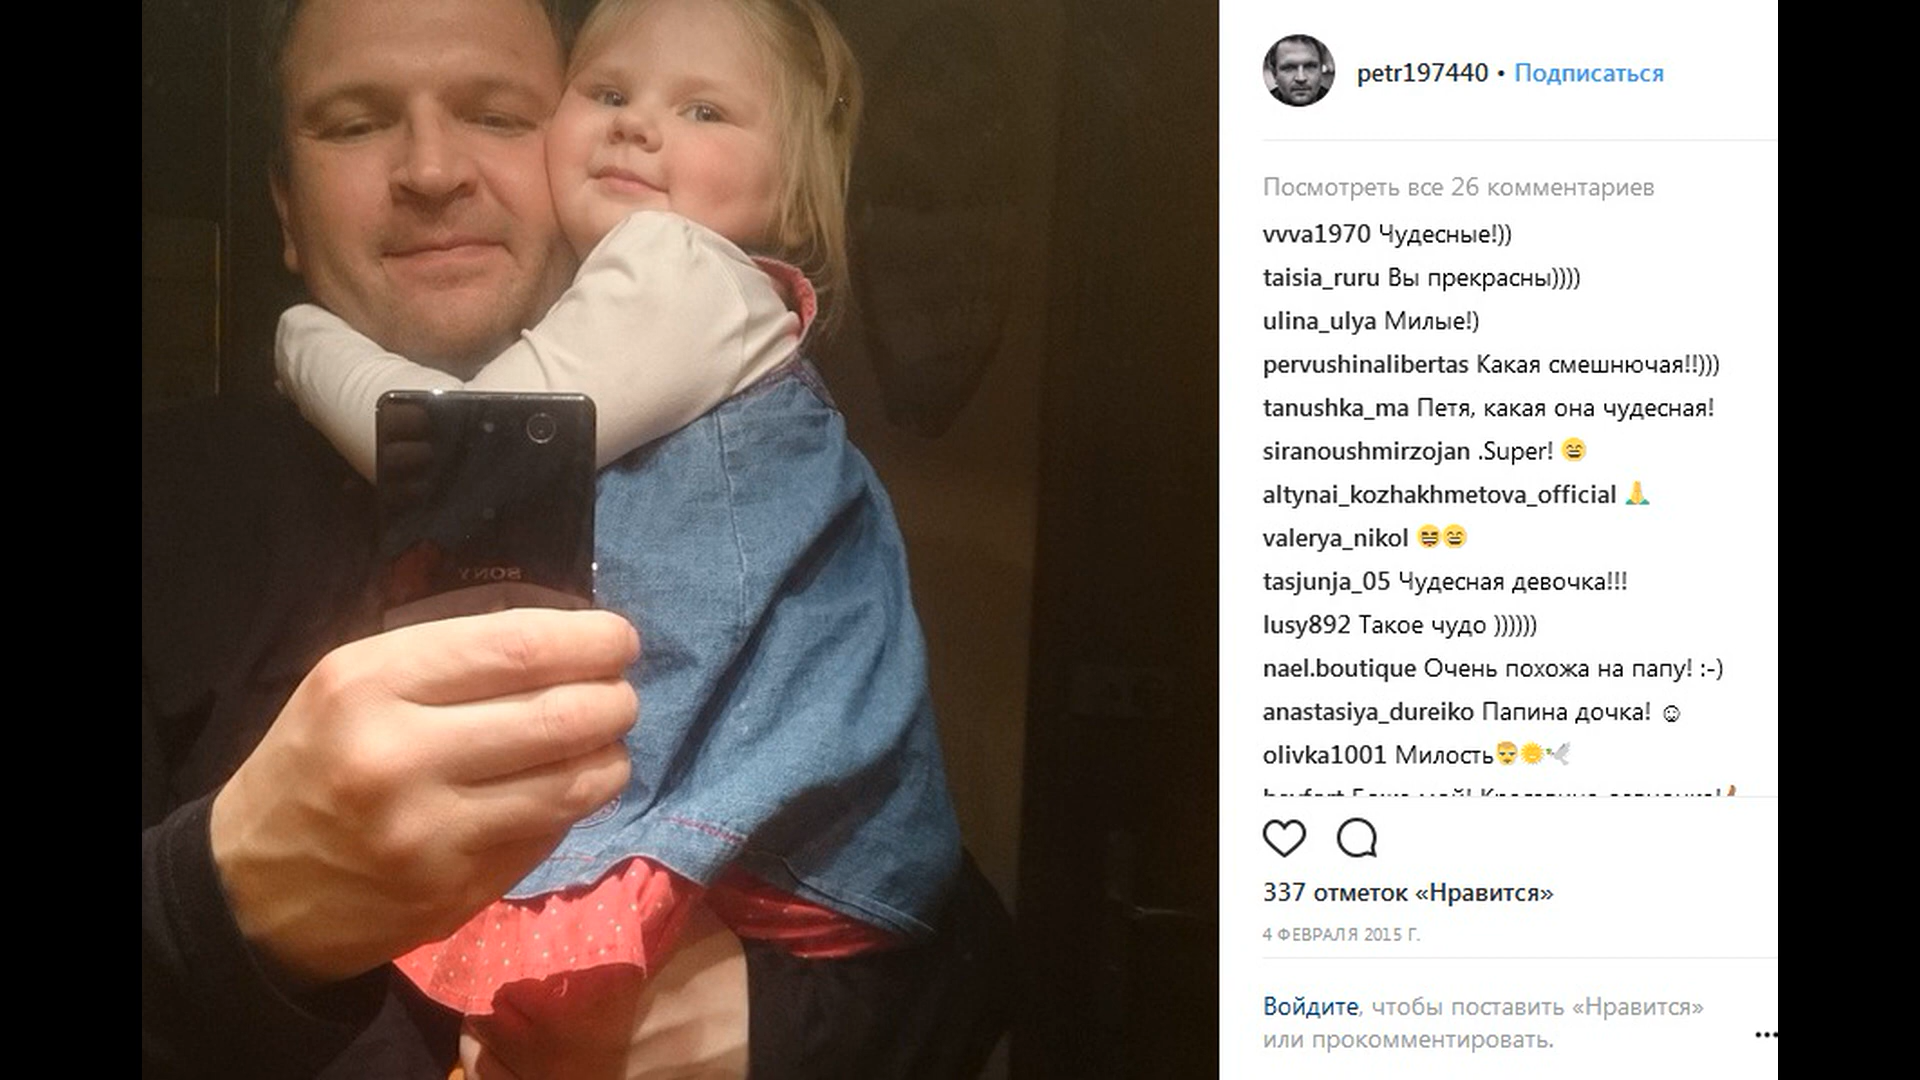 petr197440 • Подписаться
Посмотреть все 26 комментариев
vvva1970 Чудесные!))
taisia_ruru Вы прекрасны))))
ulina_ulya Милые!)
pervushinalibertas Какая смешнючая!!)))
tanushka_ma Петя, какая она чудесная!
siranoushmirzojan .Super! 😄
altynai_kozhakhmetova_official 🙏
valerya_nikol 😁😄
tasjunja_05 Чудесная девочка!!!
lusy892 Такое чудо ))))))
nael.boutique Очень похожа на папу! :-)
anastasiya_dureiko Папина дочка! ☺
olivka1001 Милость
SONY
337 отметок «Нравится»
4 ФЕВРАЛЯ 2015 Г.
Войдите, чтобы поставить «Нравится»
или прокомментировать.